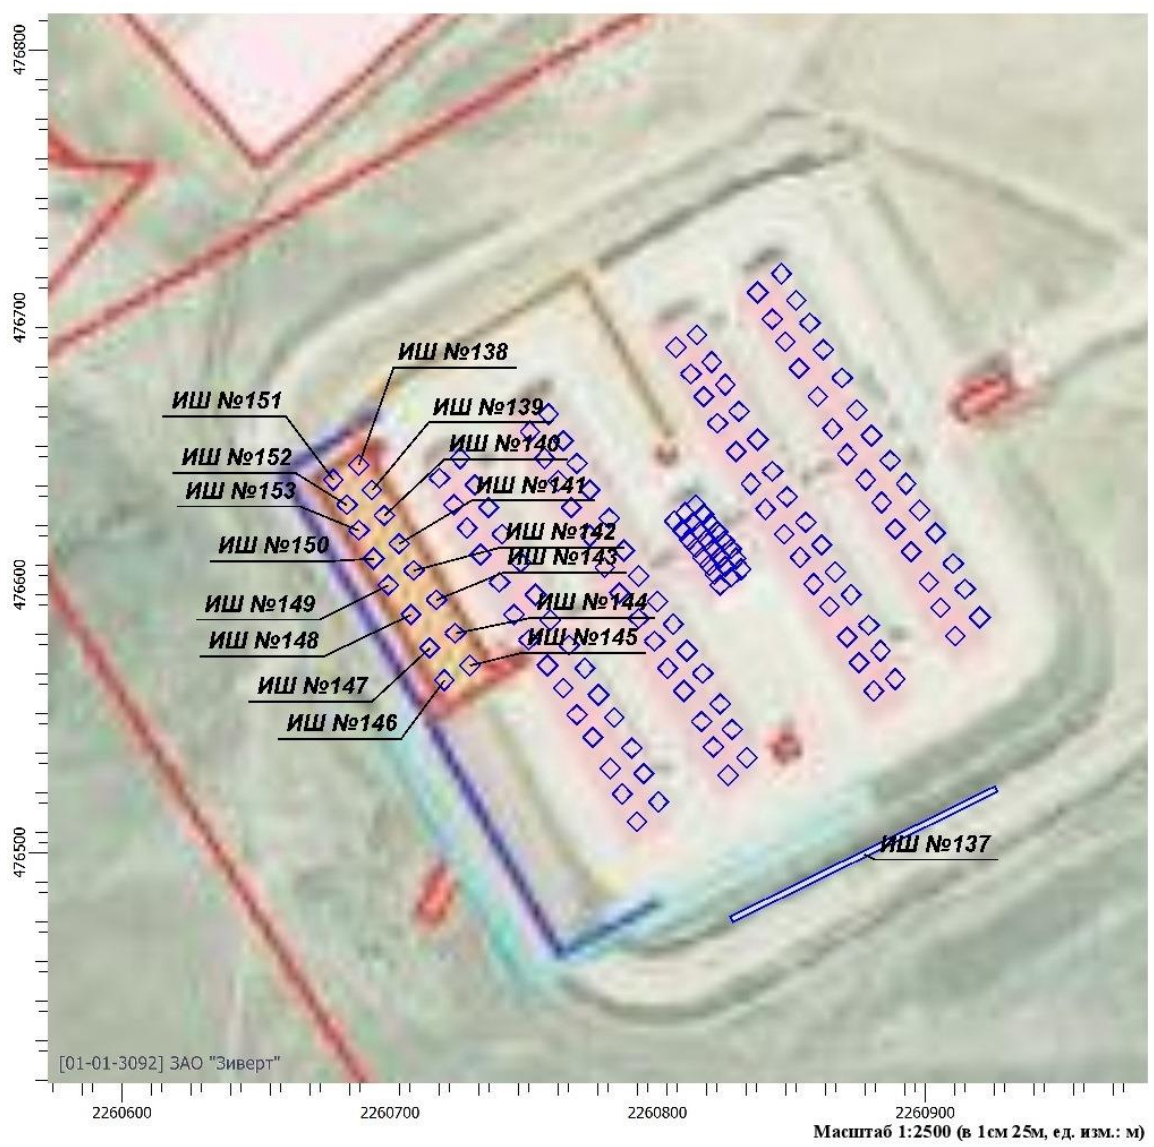 476800
476700
476600
476500
ИШ №138
ИШ №151
ИШ №139
ИШ №140
ИШ №152
ИШ №141
ИШ №153
ИШ №142
ИШ №150
ИШ №143
ИШ №149
ИШ №144
ИШ №148
ИШ №145
ИШ №147
ИШ №146
ИШ №137
[01-01-3092] ЗАО "Зиверт"
2260600
2260700
2260800
2260900
Масштаб 1:2500 (в 1см 25м, ед. изм.: м)